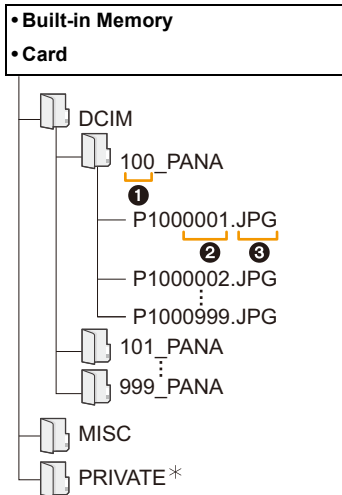 • Built-in Memory
• Card
DCIM
100_PANA
❶
P1000001.JPG
❷ ❸
P1000002.JPG
P1000999.JPG
101_PANA
999_PANA
MISC
PRIVATE＊